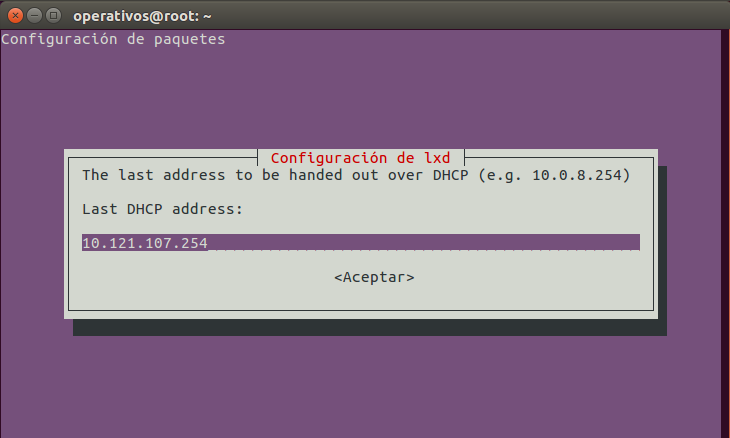 operativos@root: ~
Configuración de paquetes
Configuración de lxd
The last address to be handed out over DHCP (e.g. 10.0.8.254)
Last DHCP address:
10.121.107.254
<Aceptar>